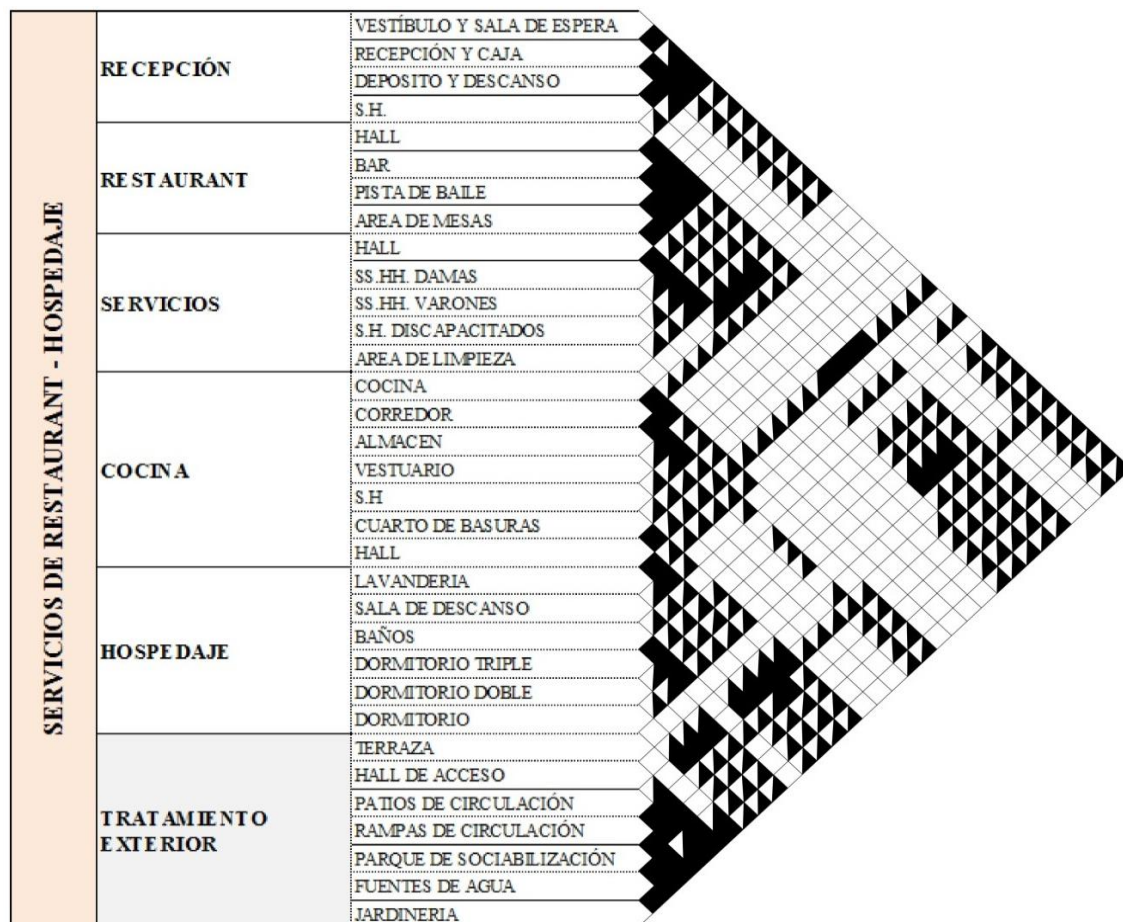 SERVICIOS DE RESTAURANT - HOSPEDAJE
RECEPCIÓN
VESTÍBULO Y SALA DE ESPERA
RECEPCIÓN Y CAJA
DEPOSITO Y DESCANSO
S.H.
RESTAURANT
HALL
BAR
PISTA DE BAILE
AREA DE MESAS
SERVICIOS
HALL
SS.HH. DAMAS
SS.HH. VARONES
S.H. DISCAPACITADOS
AREA DE LIMPIEZA
COCINA
COCINA
CORREDOR
ALMACEN
VESTUARIO
S.H
CUARTO DE BASURAS
HALL
HOSPEDAJE
LAVANDERIA
SALA DE DESCANSO
BAÑOS
DORMITORIO TRIPLE
DORMITORIO DOBLE
DORMITORIO
TRATAMIENTO
EXTERIOR
TERRAZA
HALL DE ACCESO
PATIOS DE CIRCULACIÓN
RAMPAS DE CIRCULACIÓN
PARQUE DE SOCIABILIZACIÓN
FUENTES DE AGUA
JARDINERIA